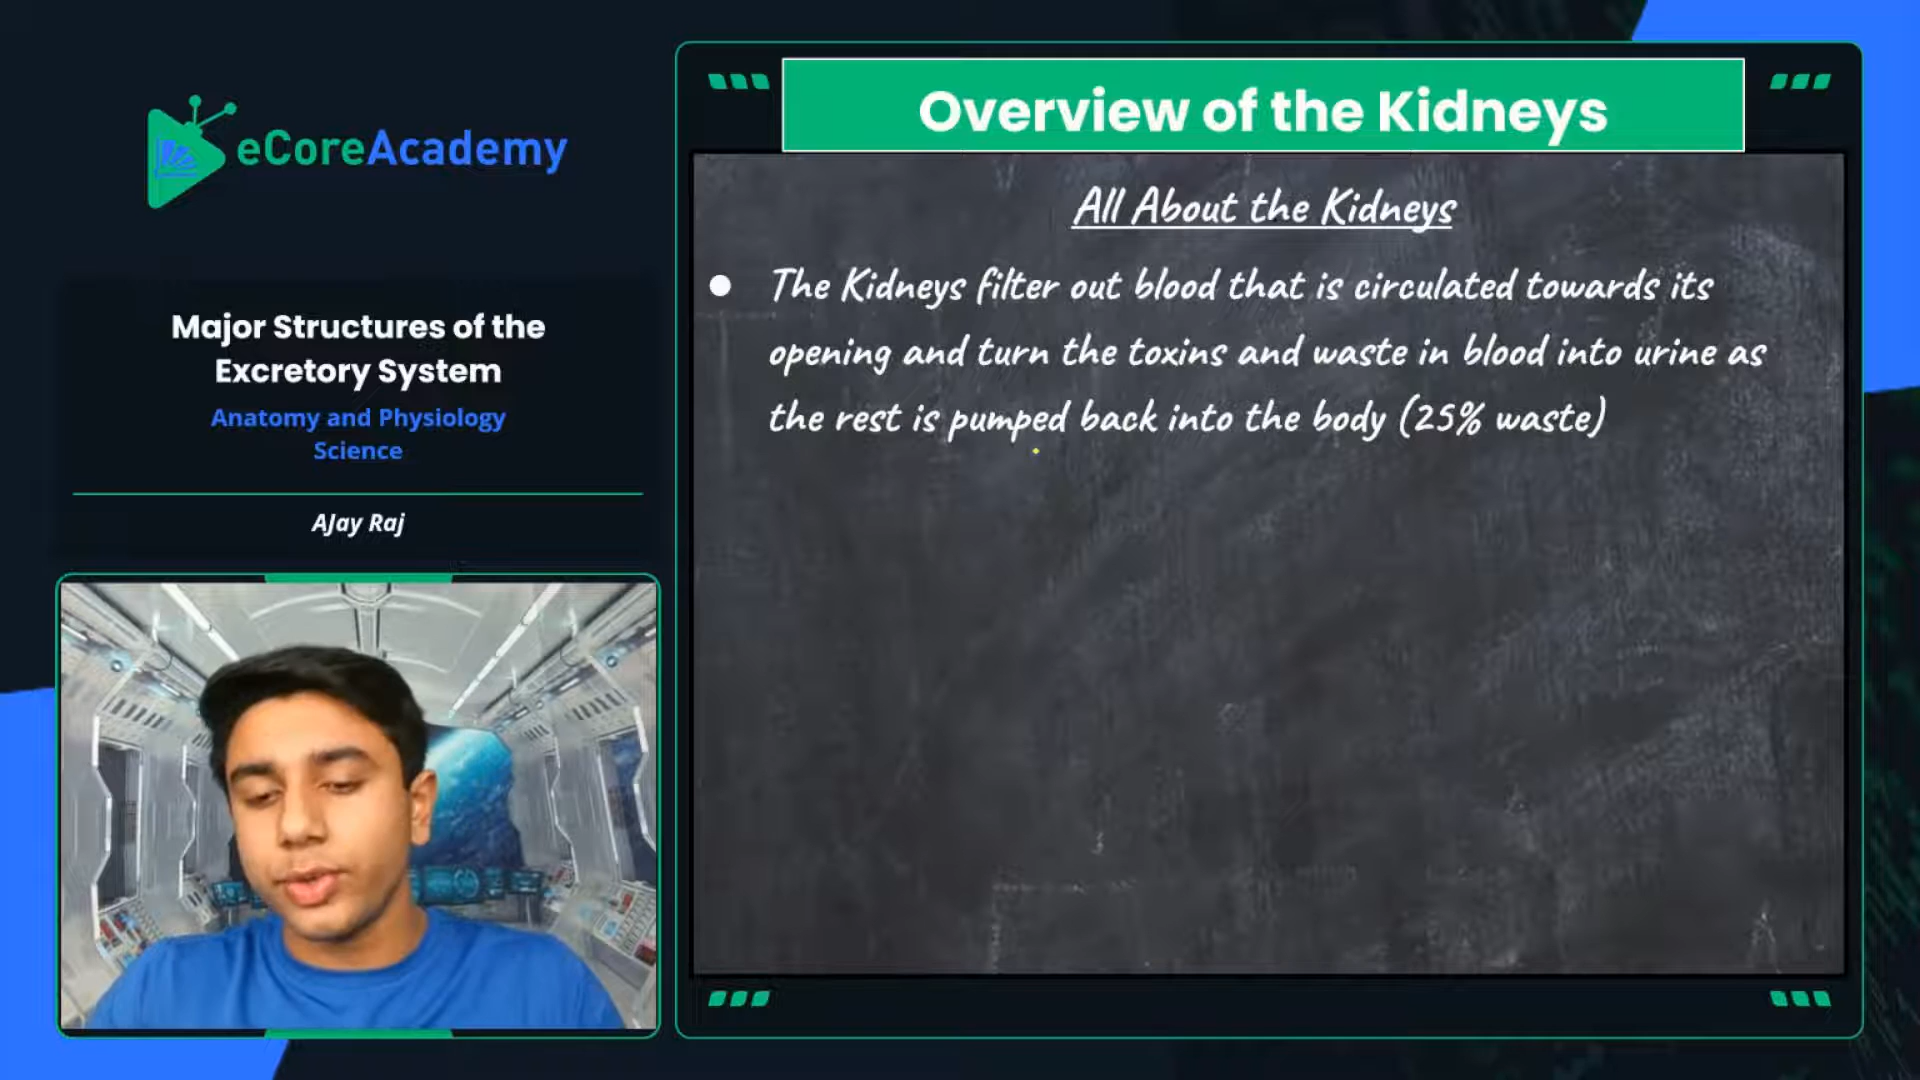 eCoreAcademy
Major Structures of the
Excretory System
Anatomy and Physiology
Science
AJay Raj
Overview of the Kidneys
All About the Kidneys
● The Kidneys filter out blood that is circulated towards its
opening and turn the toxins and waste in blood into urine as
the rest is pumped back into the body (25% waste)